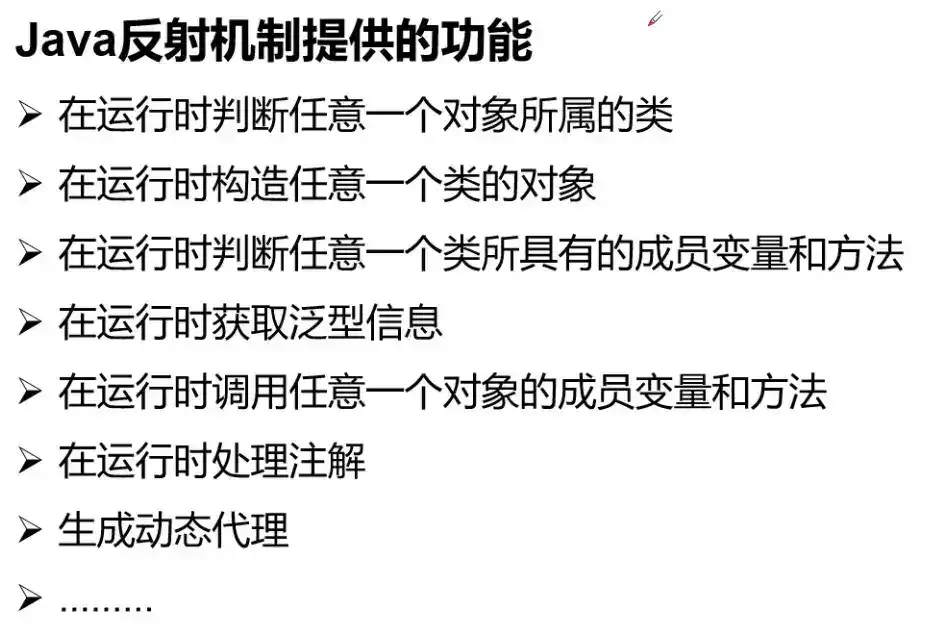 Java反射机制提供的功能
➢ 在运行时判断任意一个对象所属的类
➢ 在运行时构造任意一个类的对象
➢ 在运行时判断任意一个类所具有的成员变量和方法
➢ 在运行时获取泛型信息
➢ 在运行时调用任意一个对象的成员变量和方法
➢ 在运行时处理注解
➢ 生成动态代理
➢ ………